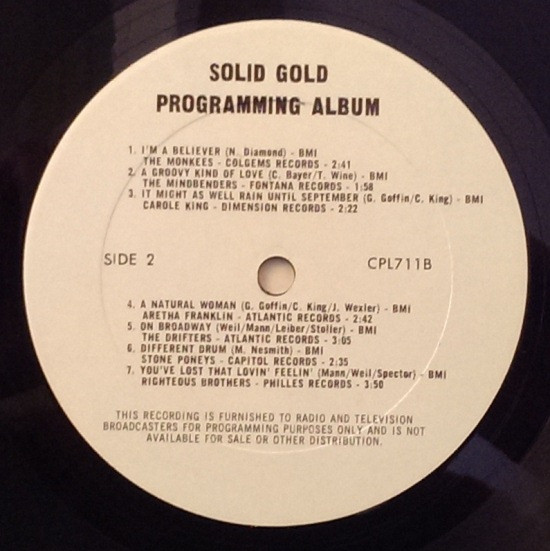 SOLID GOLD
PROGRAMMING ALBUM
1. I'M A BELIEVER (N. Diamond) - BMI
THE MONKEES - COLGEMS RECORDS - 2:41
2. A GROOVY KIND OF LOVE (C. Bayer/T. Wine) - BMI
THE MINDBENDERS - FONTANA RECORDS - 1:58
3. IT MIGHT AS WELL RAIN UNTIL SEPTEMBER (G. Goffin/C. King) - BMI
CAROLE KING - DIMENSION RECORDS - 2:22
SIDE 2
CPL711B
4. A NATURAL WOMAN (G. Goffin/C. King/J. Wexler) - BMI
ARETHA FRANKLIN - ATLANTIC RECORDS - 2:42
5. ON BROADWAY (Weil/Mann/Leiber/Stoller) - BMI
THE DRIFTERS - ATLANTIC RECORDS - 3:05
6. DIFFERENT DRUM (M. Nesmith) - BMI
STONE PONEYS - CAPITOL RECORDS - 2:35
7. YOU'VE LOST THAT LOVIN' FEELIN' (Mann/Weil/Spector) - BMI
RIGHTEOUS BROTHERS - PHILLES RECORDS - 3:50
THIS RECORDING IS FURNISHED TO RADIO AND TELEVISION
BROADCASTERS FOR PROGRAMMING PURPOSES ONLY AND IS NOT
AVAILABLE FOR SALE OR OTHER DISTRIBUTION.